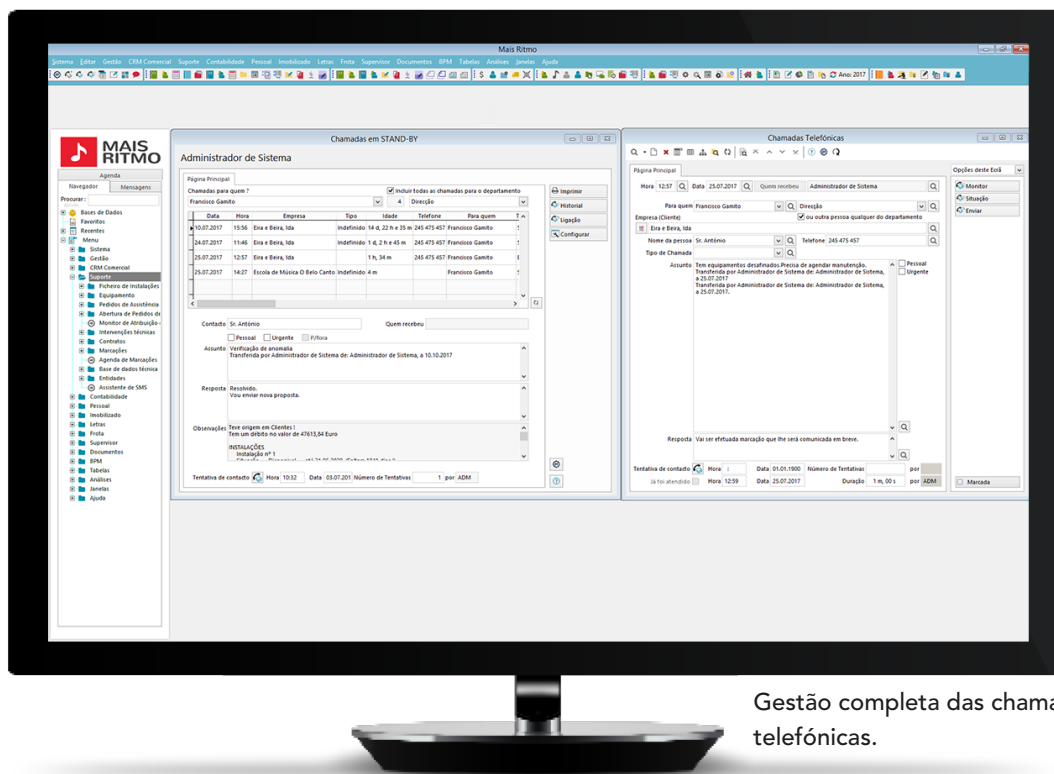 Mais Ritmo
Sistema Editar Gestão CRM Comercial Suporte Contabilidade Pessoal Imobilizado Letras Frota Supervisor Documentos BPM Tabelas Análises Janelas Ajuda
Ano: 2017
MAIS
RITMO
Agenda
Navegador Mensagens
Procurar:
Bases de Dados
Favoritos
Recentes
Menu
Sistema
Gestão
CRM Comercial
Suporte
Ficheiro de Instalações
Equipamento
Pedidos de Assistência
Abertura de Pedidos de
Monitor de Atribuição
Intervenções técnicas
Contratos
Marcações
Agenda de Marcações
Base de dados técnica
Entidades
Assistente de SMS
Contabilidade
Pessoal
Imobilizado
Letras
Frota
Supervisor
Documentos
BPM
Tabelas
Análises
Janelas
Ajuda
Chamadas em STAND-BY
Administrador de Sistema
Página Principal
Chamadas para quem ? Incluir todas as chamadas para o departamento
Francisco Gamito 4 Direcção
Data Hora Empresa Tipo Idade Telefone Para quem
10.07.2017 15:56 Eira e Beira, lda Indefinido 14 d, 22 h e 35 m 245 475 457 Francisco Gamito
24.07.2017 11:46 Eira e Beira, lda Indefinido 1 d, 2 h e 45 m 245 475 457 Francisco Gamito
25.07.2017 12:57 Eira e Beira, lda 1 h, 34 m 245 475 457 Francisco Gamito
25.07.2017 14:27 Escola de Música O Belo Canto Indefinido 4 m Francisco Gamito
Imprimir
Historial
Ligação
Configurar
Contacto Sr. António Quem recebeu
Pessoal Urgente P/fora
Assunto Verificação de anomalia
Transferida por Administrador de Sistema de: Administrador de Sistema, a 10.10.2017
Resposta Resolvido.
Vou enviar nova proposta.
Observações Teve origem em Clientes !
Tem um débito no valor de 47613,84 Euro
INSTALAÇÕES
Instalação nº 1
Tentativa de contacto Hora 10:32 Data 03.07.201 Número de Tentativas 1 por ADM
Chamadas Telefónicas
Página Principal
Hora 12:57 Data 25.07.2017 Quem recebeu Administrador de Sistema
Para quem Francisco Gamito Direcção
Empresa (Cliente) ou outra pessoa qualquer do departamento
Eira e Beira, lda
Nome da pessoa Sr. António Telefone 245 475 457
Tipo de Chamada
Assunto Tem equipamentos desafinados.Precisa de agendar manutenção.
Transferida por Administrador de Sistema de: Administrador de Sistema,
a 25.07.2017
Transferida por Administrador de Sistema de: Administrador de Sistema,
a 25.07.2017.
Pessoal
Urgente
Resposta Vai ser efetuada marcação que lhe será comunicada em breve.
Tentativa de contacto Hora : Data 01.01.1900 Número de Tentativas por
Já foi atendido Hora 12:59 Data 25.07.2017 Duração 1 m, 00 s por ADM
Opções deste Ecrã
Monitor
Situação
Enviar
Marcada
Gestão completa das chama
telefónicas.